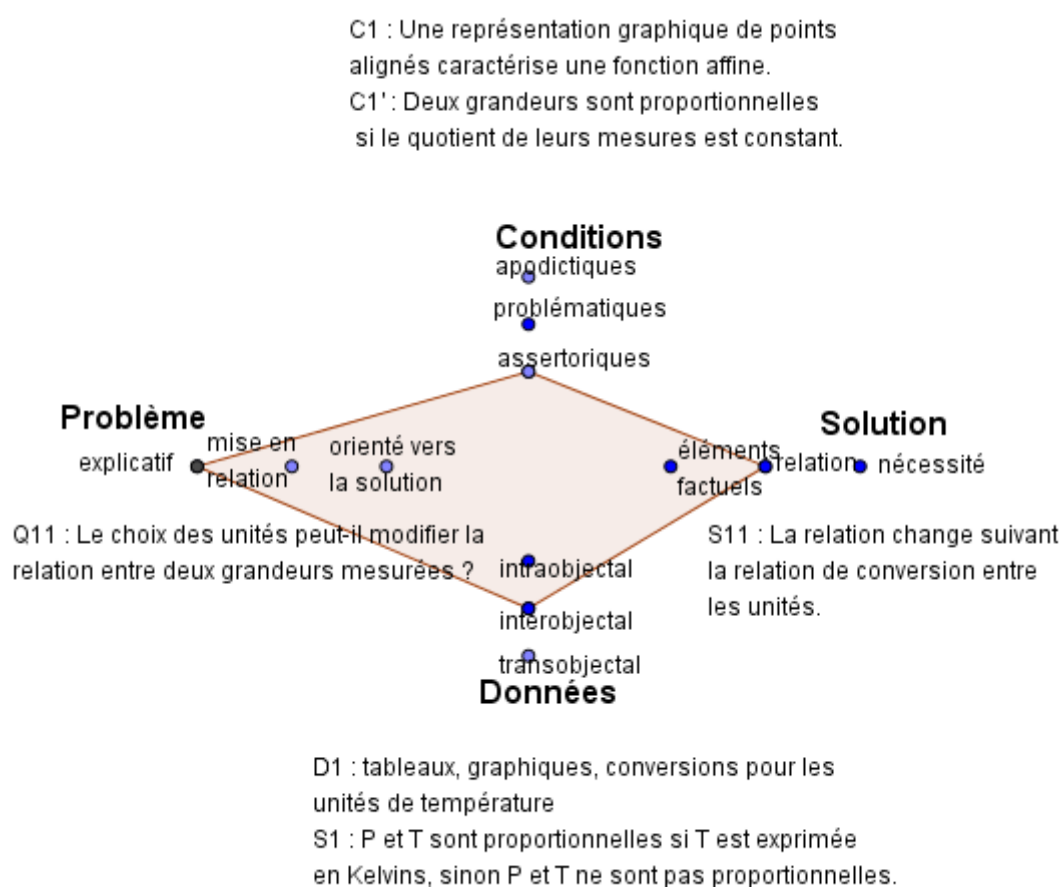 C1 : Une représentation graphique de points
alignés caractérise une fonction affine.
C1' : Deux grandeurs sont proportionnelles
si le quotient de leurs mesures est constant.
Conditions
apodictiques
problématiques
assertoriques
Problème
explicatif
mise en
relation
orienté vers
la solution
éléments
factuels
relation
Solution
nécessité
Q11 : Le choix des unités peut-il modifier la
relation entre deux grandeurs mesurées ?
S11 : La relation change suivant
la relation de conversion entre
les unités.
intraobjectal
interobjectal
transobjectal
Données
D1 : tableaux, graphiques, conversions pour les
unités de température
S1 : P et T sont proportionnelles si T est exprimée
en Kelvins, sinon P et T ne sont pas proportionnelles.